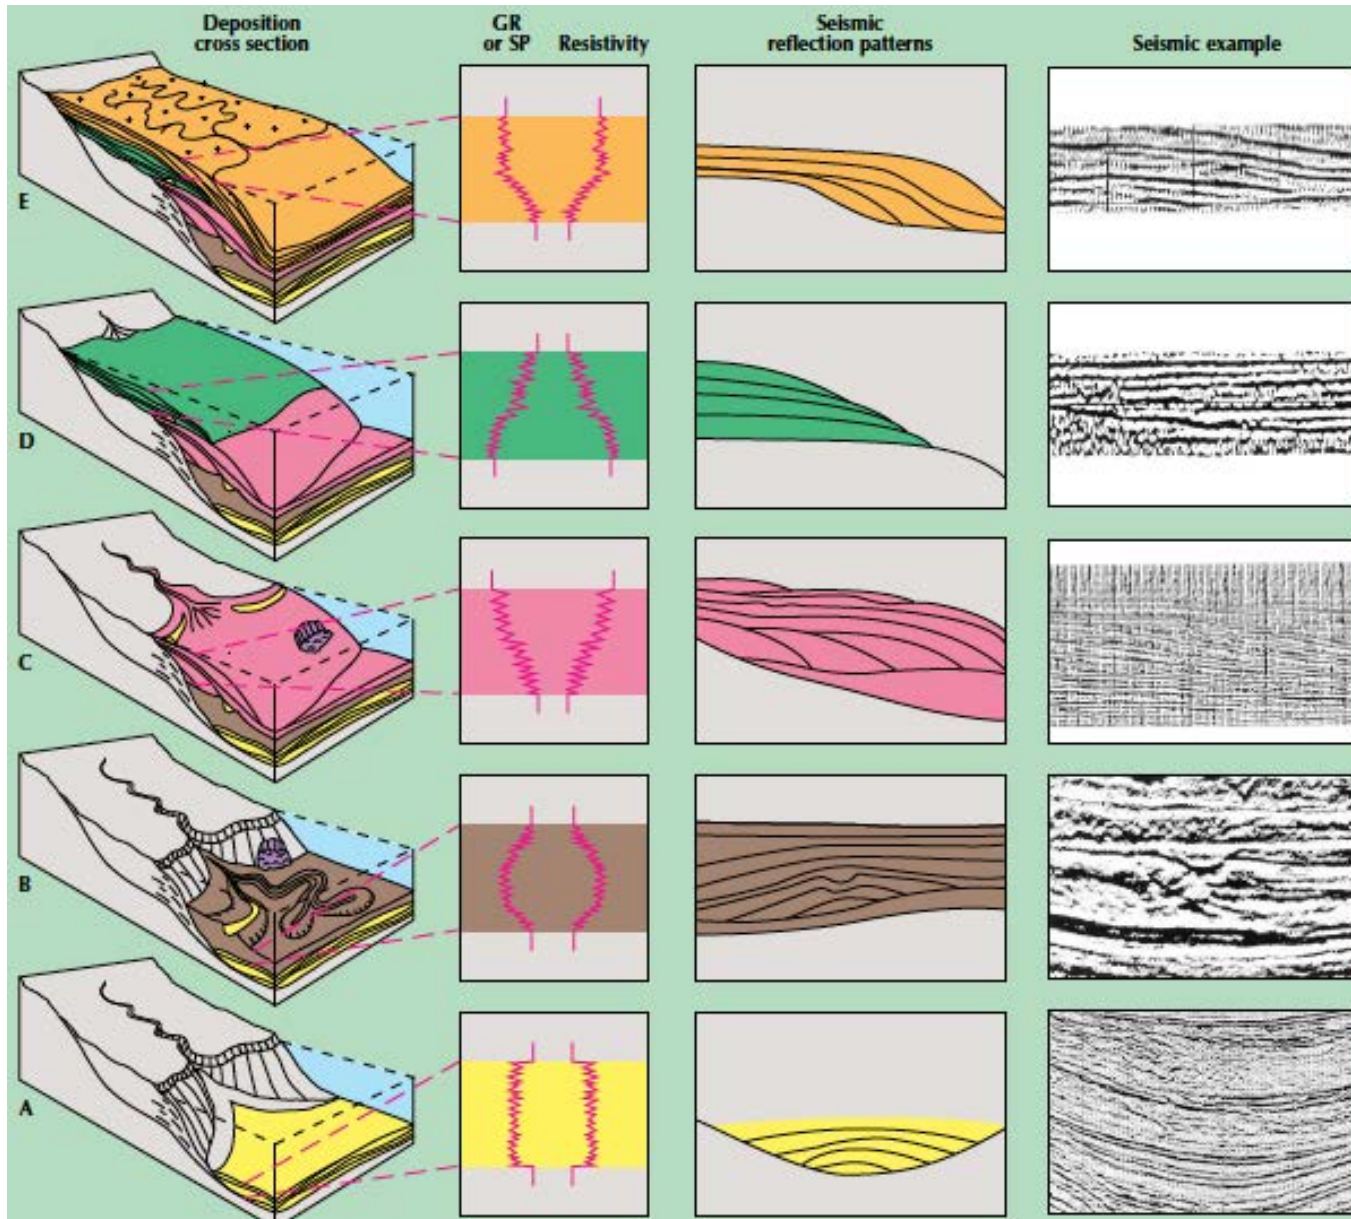 Deposition
cross section
GR
or SP
Resistivity
Seismic
reflection patterns
Seismic example
E
D
C
B
A